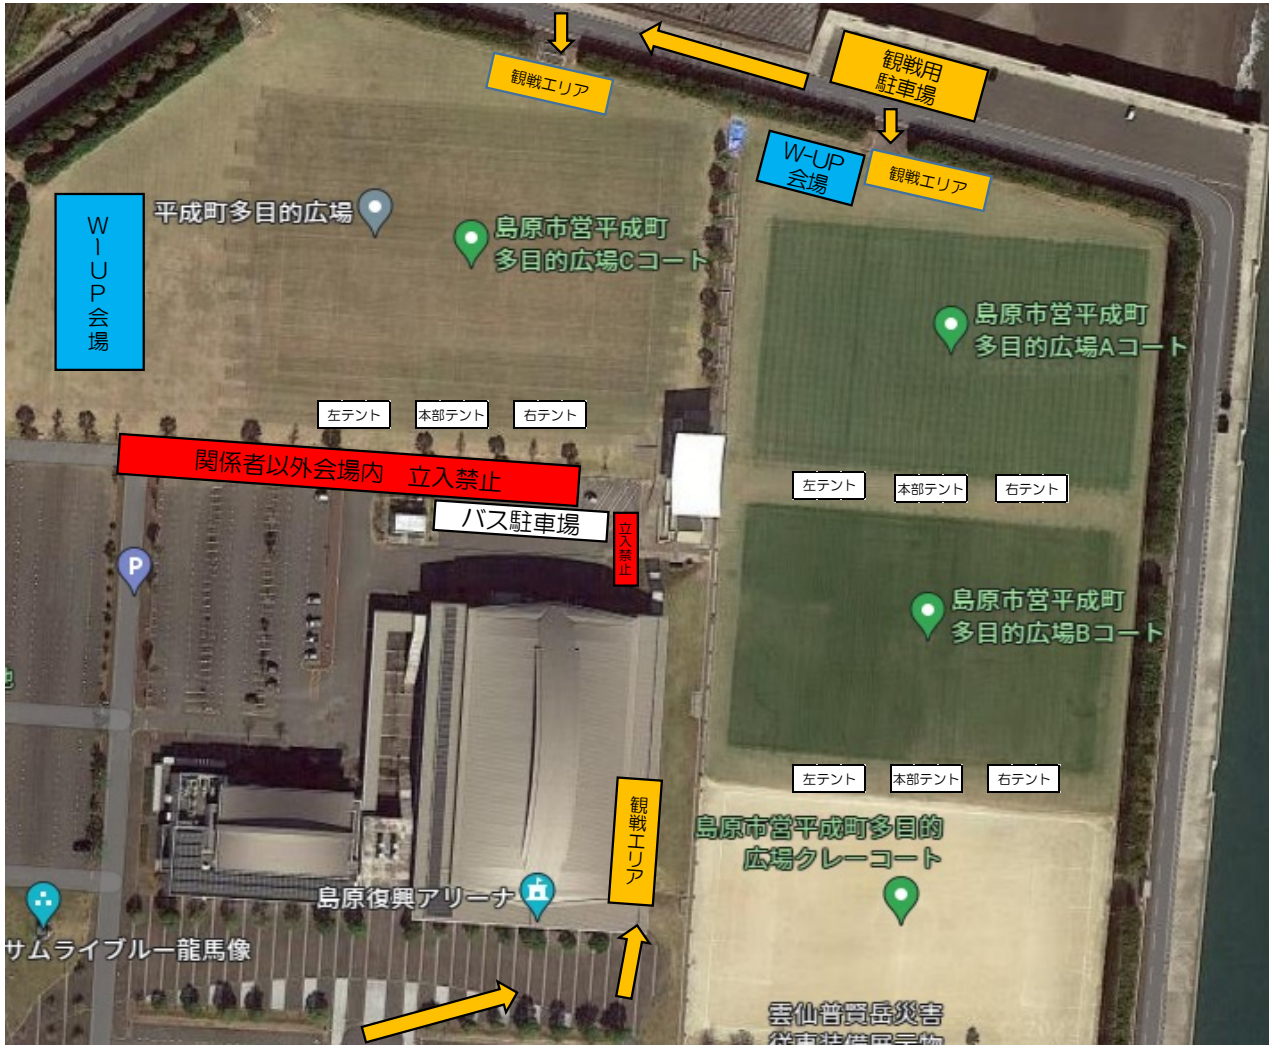 観戦用
駐車場
観戦エリア
W-UP
会場
観戦エリア
W-UP会場
平成町多目的広場
島原市営平成町
多目的広場Cコート
島原市営平成町
多目的広場Aコート
左テント
本部テント
右テント
関係者以外会場内　立入禁止
バス駐車場
立入禁止
左テント
本部テント
右テント
P
島原市営平成町
多目的広場Bコート
左テント
本部テント
右テント
観戦エリア
島原市営平成町多目的
広場クレーコート
島原復興アリーナ
サムライブルー龍馬像
雲仙普賢岳災害